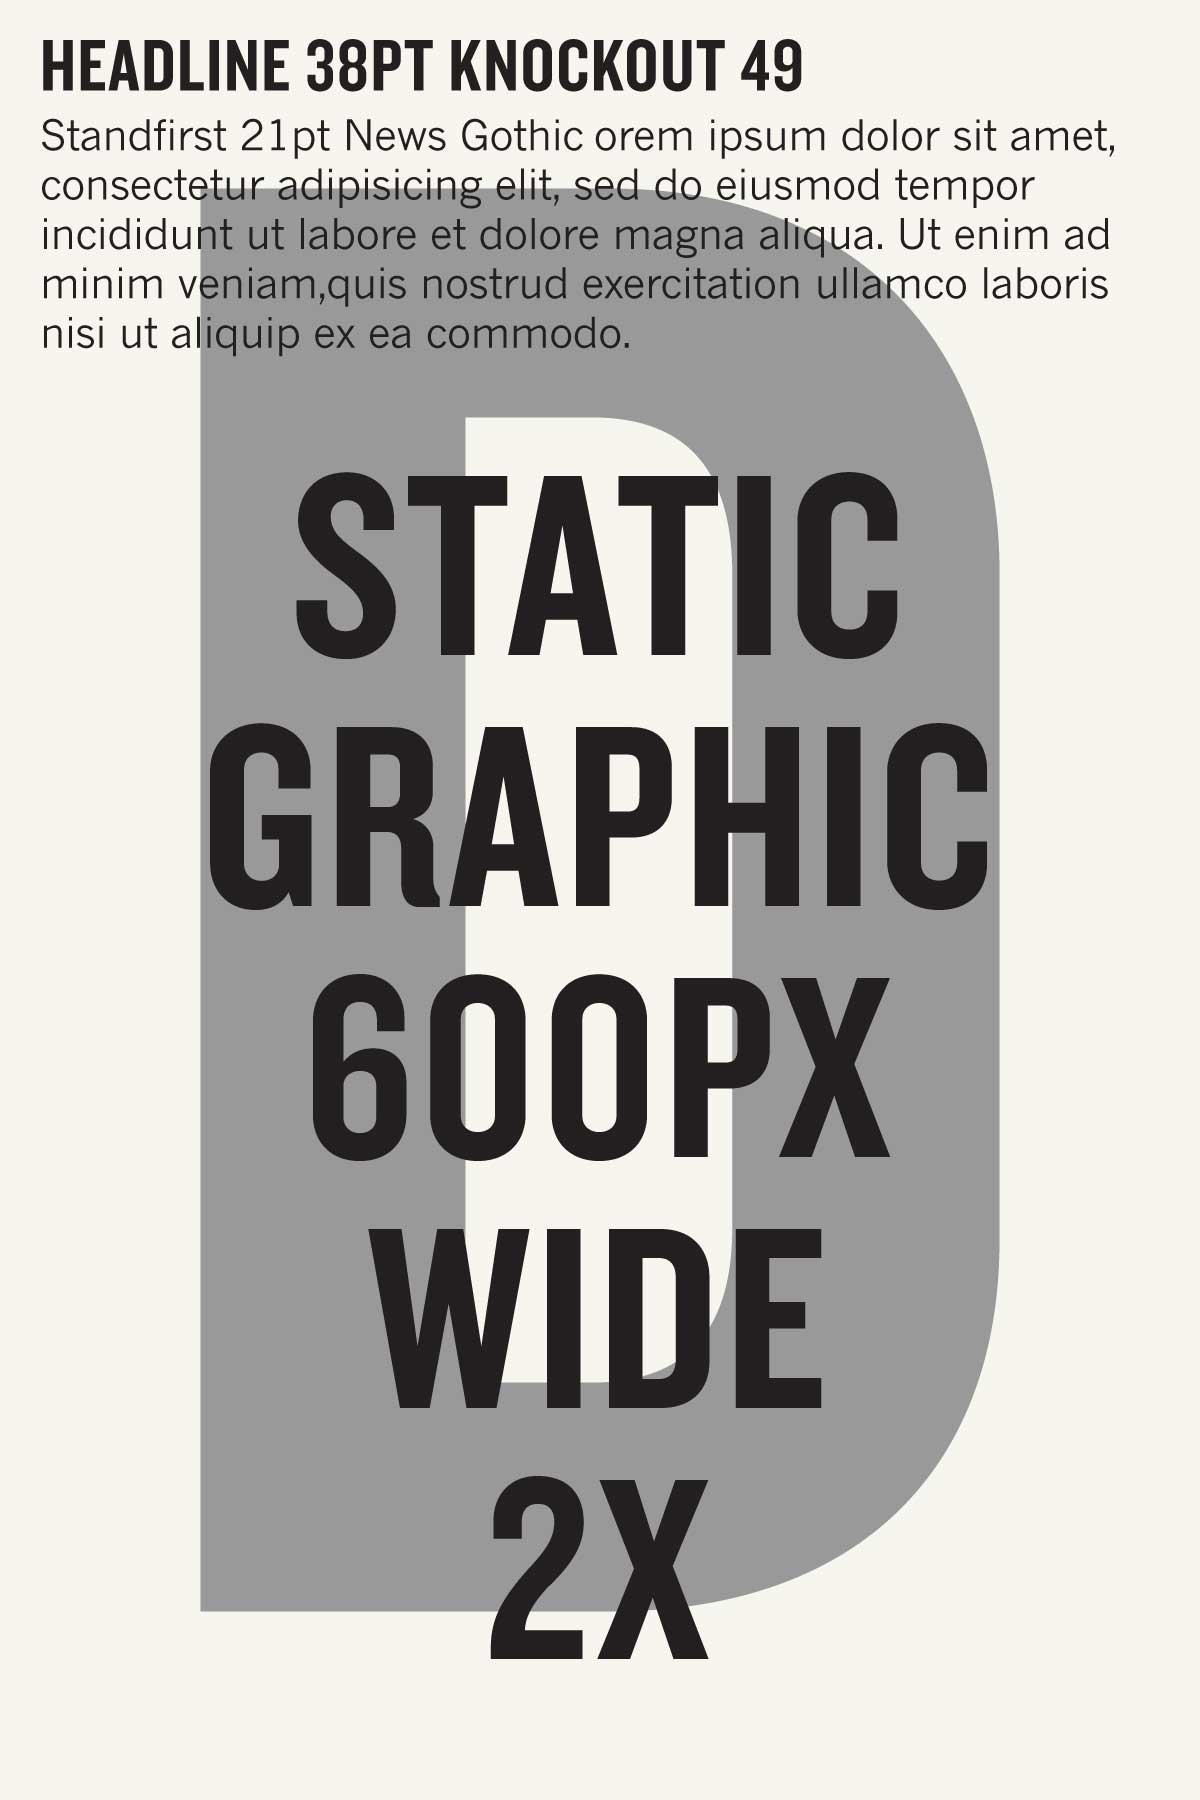 HEADLINE 38PT KNOCKOUT 49
Standfirst 21pt News Gothic orem ipsum dolor sit amet,
consectetur adipisicing elit, sed do eiusmod tempor
incididunt ut labore et dolore magna aliqua. Ut enim ad
minim veniam,quis nostrud exercitation ullamco laboris
nisi ut aliquip ex ea commodo.
D
STATIC
GRAPHIC
600PX
WIDE
2X